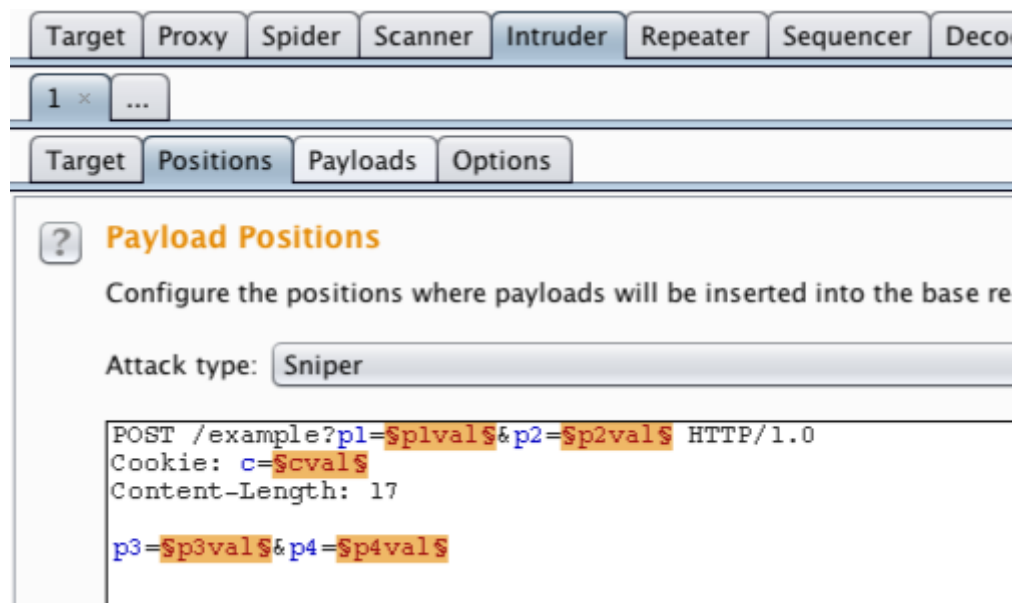 Target Proxy Spider Scanner Intruder Repeater Sequencer
1 × ...
Target Positions Payloads Options
? Payload Positions
Configure the positions where payloads will be inserted into the base
Attack type: Sniper
POST /example?p1=§p1val§&p2=§p2val§ HTTP/1.0
Cookie: c=§cval§
Content-Length: 17
p3=§p3val§&p4=§p4val§